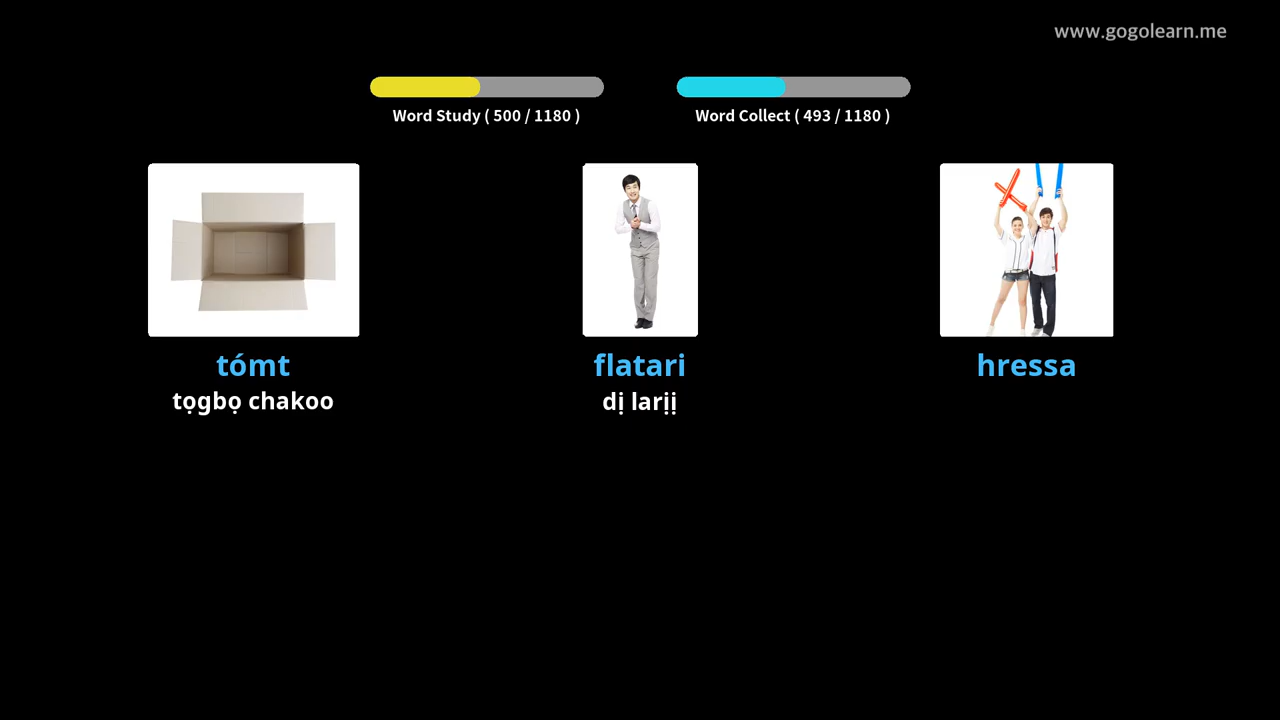 www.gogolearn.me
Word Study ( 500 / 1180 )
Word Collect ( 493 / 1180 )
tómt
tọgbọ chakoo
flatari
dị larịị
hressa